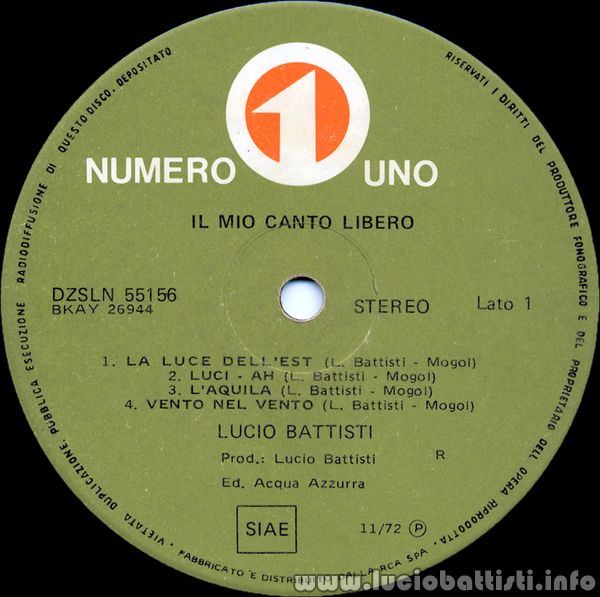 RISERVATI I DIRITTI DEL PRODUTTORE FONOGRAFICO E DEL PROPRIETARIO DELL'OPERA RIPRODOTTA. - VIETATA DUPLICAZIONE, PUBBLICA ESECUZIONE RADIODIFFUSIONE DI QUESTO DISCO, DEPOSITATO
1
NUMERO UNO
IL MIO CANTO LIBERO
DZSLN 55156
BKAY 26944
STEREO
Lato 1
1. LA LUCE DELL'EST (L. Battisti - Mogol)
2. LUCI - AH (L. Battisti - Mogol)
3. L'AQUILA (L. Battisti - Mogol)
4. VENTO NEL VENTO (L. Battisti - Mogol)
LUCIO BATTISTI
Prod.: Lucio Battisti
R
Ed. Acqua Azzurra
SIAE
11/72 P
FABBRICATO E DISTRIBUITO DALLA RCA SPA
www.luciobattisti.info